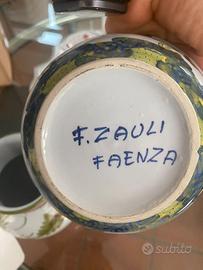 F. ZAULI
FAENZA
subito